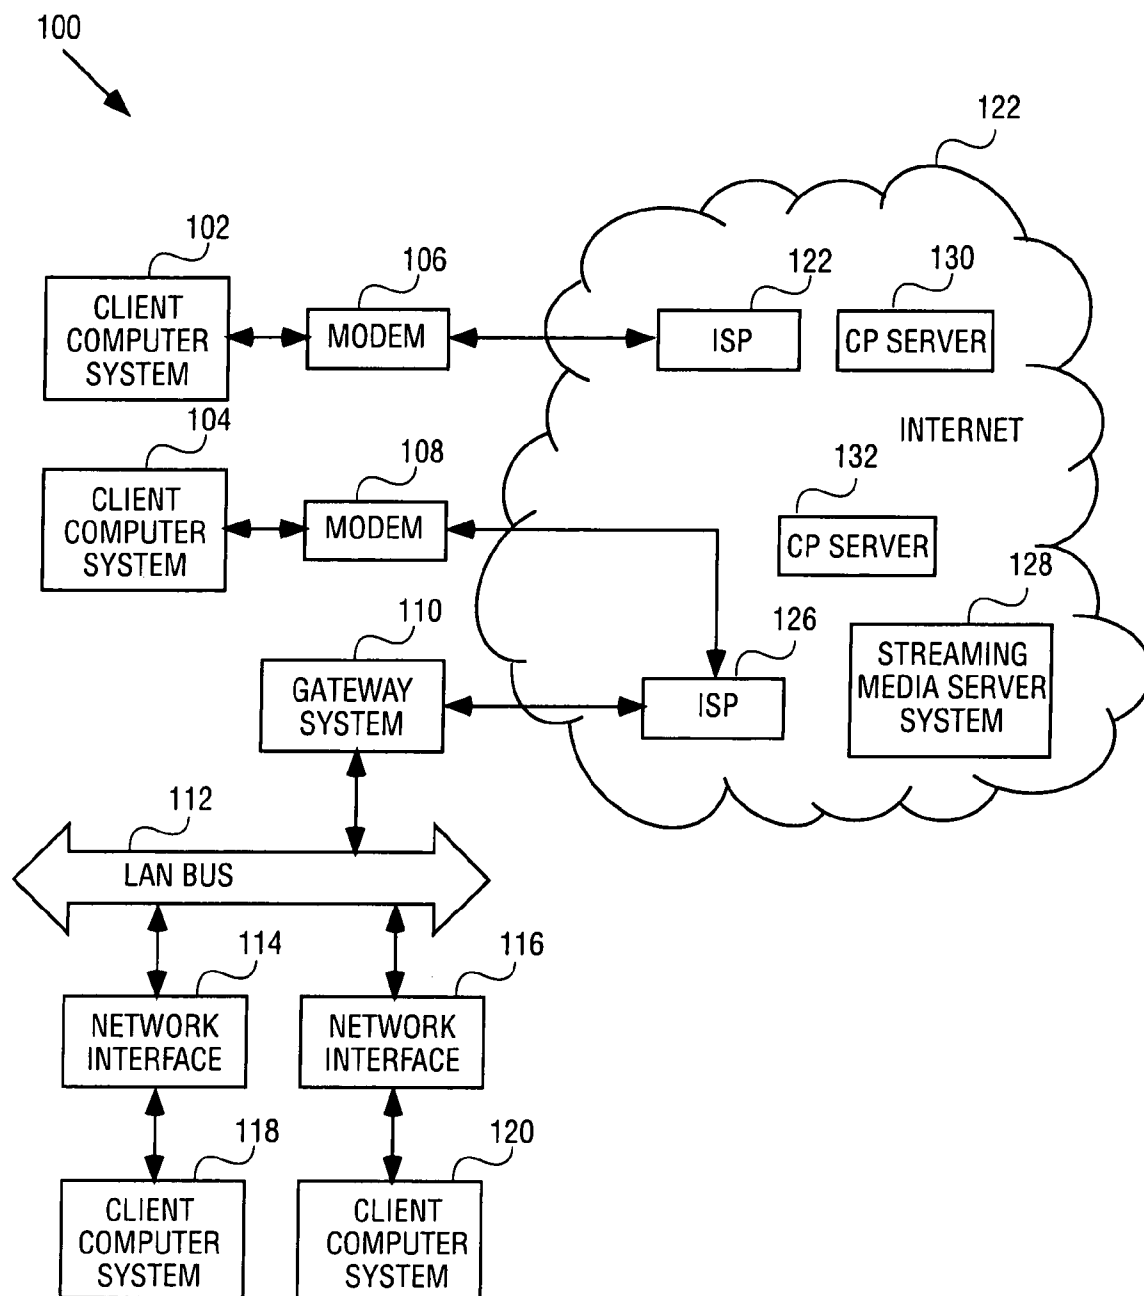 100
122
102
106
122
130
CLIENT
COMPUTER
SYSTEM
MODEM
ISP
CP SERVER
INTERNET
104
108
132
CLIENT
COMPUTER
SYSTEM
MODEM
CP SERVER
128
110
126
GATEWAY
SYSTEM
ISP
STREAMING
MEDIA SERVER
SYSTEM
112
LAN BUS
114
116
NETWORK
INTERFACE
NETWORK
INTERFACE
118
120
CLIENT
COMPUTER
SYSTEM
CLIENT
COMPUTER
SYSTEM